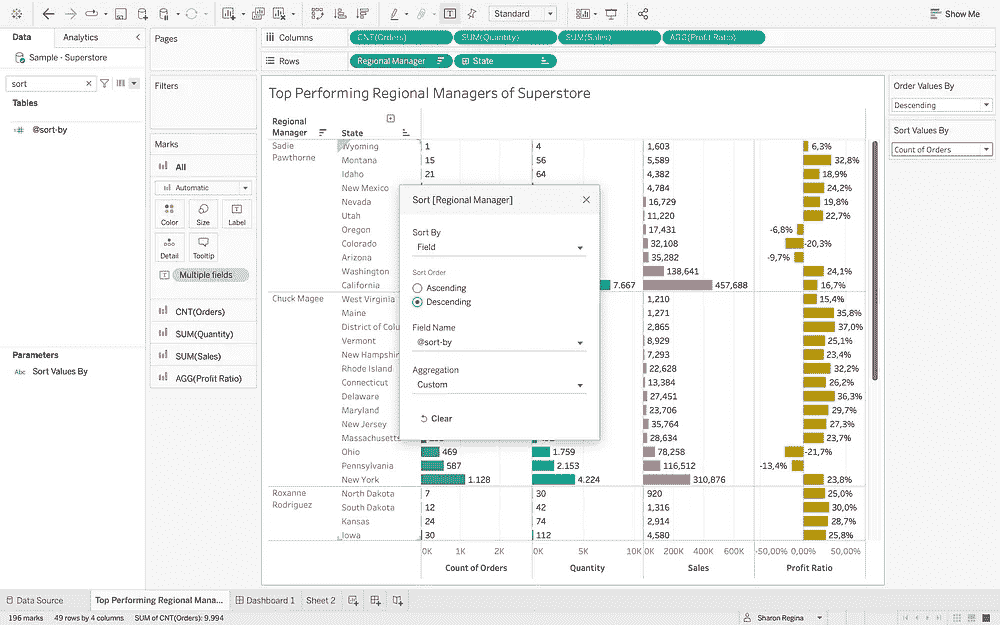 Standard
Show Me
Data
Analytics
Sample - Superstore
sort
Tables
@sort-by
Parameters
Abc Sort Values By
Pages
Filters
Marks
All
Automatic
Color
Size
Label
Detail
Tooltip
Multiple fields
CNT(Orders)
SUM(Quantity)
SUM(Sales)
AGG(Profit Ratio)
Columns
CNT(Orders)
SUM(Quantity)
SUM(Sales)
AGG(Profit Ratio)
Rows
Regional Manager
State
Top Performing Regional Managers of Superstore
Regional
Manager
State
Sadie
Pawthorne
Wyoming 1 4 1,603 6,3%
Montana 15 56 5,589 32,8%
Idaho 21 64 4,382 18,9%
New Mexico 4,784 24,2%
Nevada 16,729 19,8%
Utah 11,220 22,7%
Oregon 17,431 -6,8%
Colorado 32,108 -20,3%
Arizona 35,282 -9,7%
Washington 138,641 24,1%
California 7.667 457,688 16,7%
Chuck Magee
West Virginia 1,210 15,4%
Maine 1,271 35,8%
District of Colu 2,865 37,0%
Vermont 8,929 25,1%
New Hampshir 7,293 23,4%
Rhode Island 22,628 32,2%
Connecticut 13,384 26,2%
Delaware 27,451 36,3%
Maryland 23,706 29,7%
New Jersey 35,764 27,3%
Massachusetts 28,634 23,7%
Ohio 469 1.759 78,258 -21,7%
Pennsylvania 587 2.153 116,512 -13,4%
New York 1.128 4.224 310,876 23,8%
Roxanne
Rodriguez
North Dakota 7 30 920 25,0%
South Dakota 12 42 1,316 30,0%
Kansas 24 74 2,914 28,7%
Iowa 30 112 4,580 25,8%
0K 1K 2K 0K 5K 10K 0K 200K 400K 600K -50,00% 0,00% 50,00%
Count of Orders
Quantity
Sales
Profit Ratio
Sort [Regional Manager]
Sort By
Field
Sort Order
Ascending
Descending
Field Name
@sort-by
Aggregation
Custom
Clear
Order Values By
Descending
Sort Values By
Count of Orders
Data Source
Top Performing Regional Mana...
Dashboard 1
Sheet 2
196 marks
49 rows by 4 columns
SUM of CNT(Orders): 9.994
Sharon Regina